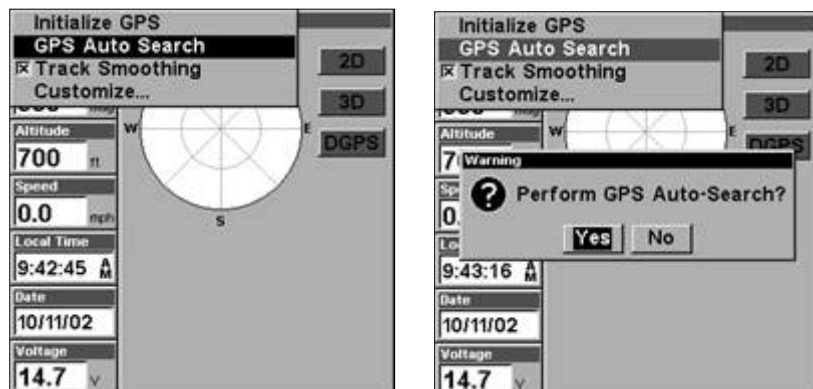 Initialize GPS
GPS Auto Search
Track Smoothing
Customize...
2D
3D
DGPS
W
E
S
Altitude
700 ft
Speed
0.0 mph
Local Time
9:42:45 AM
Date
10/11/02
Voltage
14.7 V
Initialize GPS
GPS Auto Search
Track Smoothing
Customize...
2D
3D
DGPS
W
E
Altitude
Warning
Perform GPS Auto-Search?
Yes No
9:43:16 AM
Date
10/11/02
Voltage
14.7 V